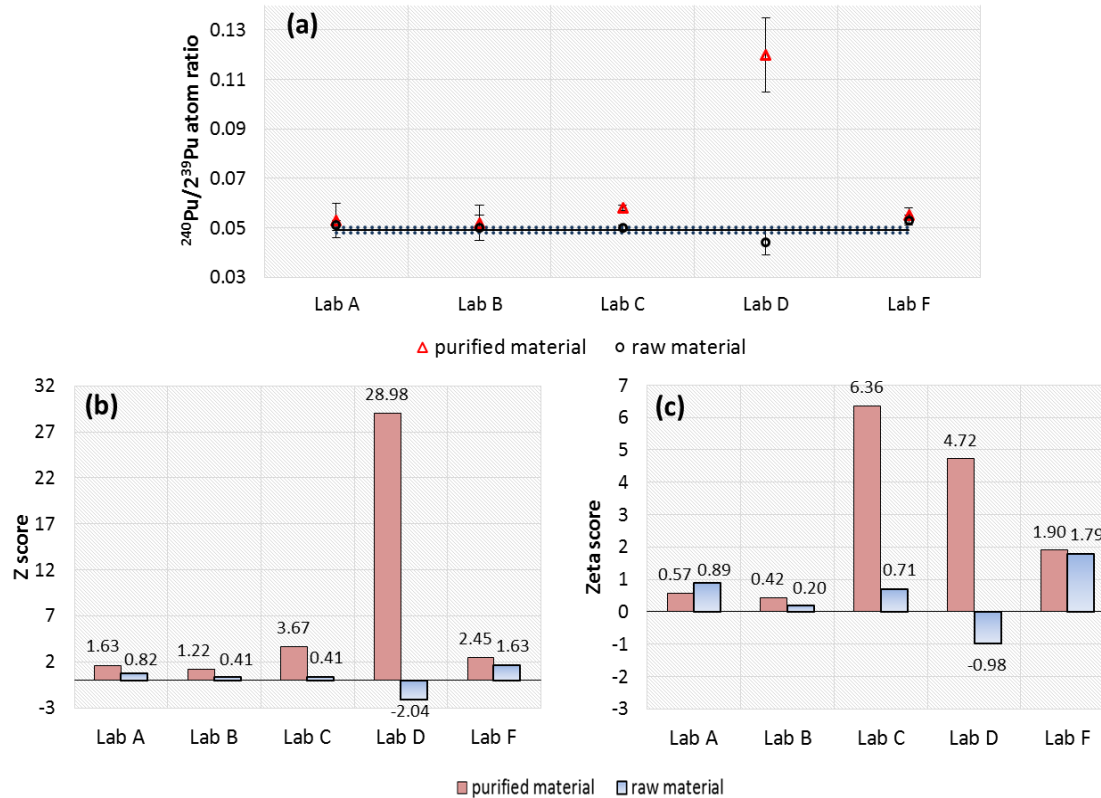 (a)
²⁴⁰Pu/2³⁹Pu atom ratio
0.13
0.11
0.09
0.07
0.05
0.03
Lab A Lab B Lab C Lab D Lab F
purified material raw material
(b)
Z score
32
27
22
17
12
7
2
-3
1.63 0.82 1.22 0.41 3.67 0.41 28.98 -2.04 2.45 1.63
Lab A Lab B Lab C Lab D Lab F
(c)
Zeta score
7
6
5
4
3
2
1
0
-1
-2
-3
0.57 0.89 0.42 0.20 6.36 0.71 4.72 -0.98 1.90 1.79
Lab A Lab B Lab C Lab D Lab F
purified material raw material